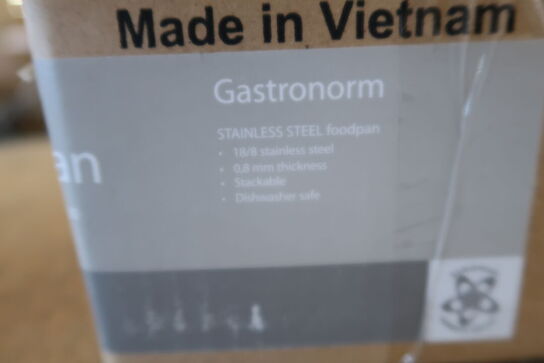 Made in Vietnam
Gastronorm
STAINLESS STEEL foodpan
• 18/8 stainless steel
• 0,8 mm thickness
• Stackable
• Dishwasher safe
an